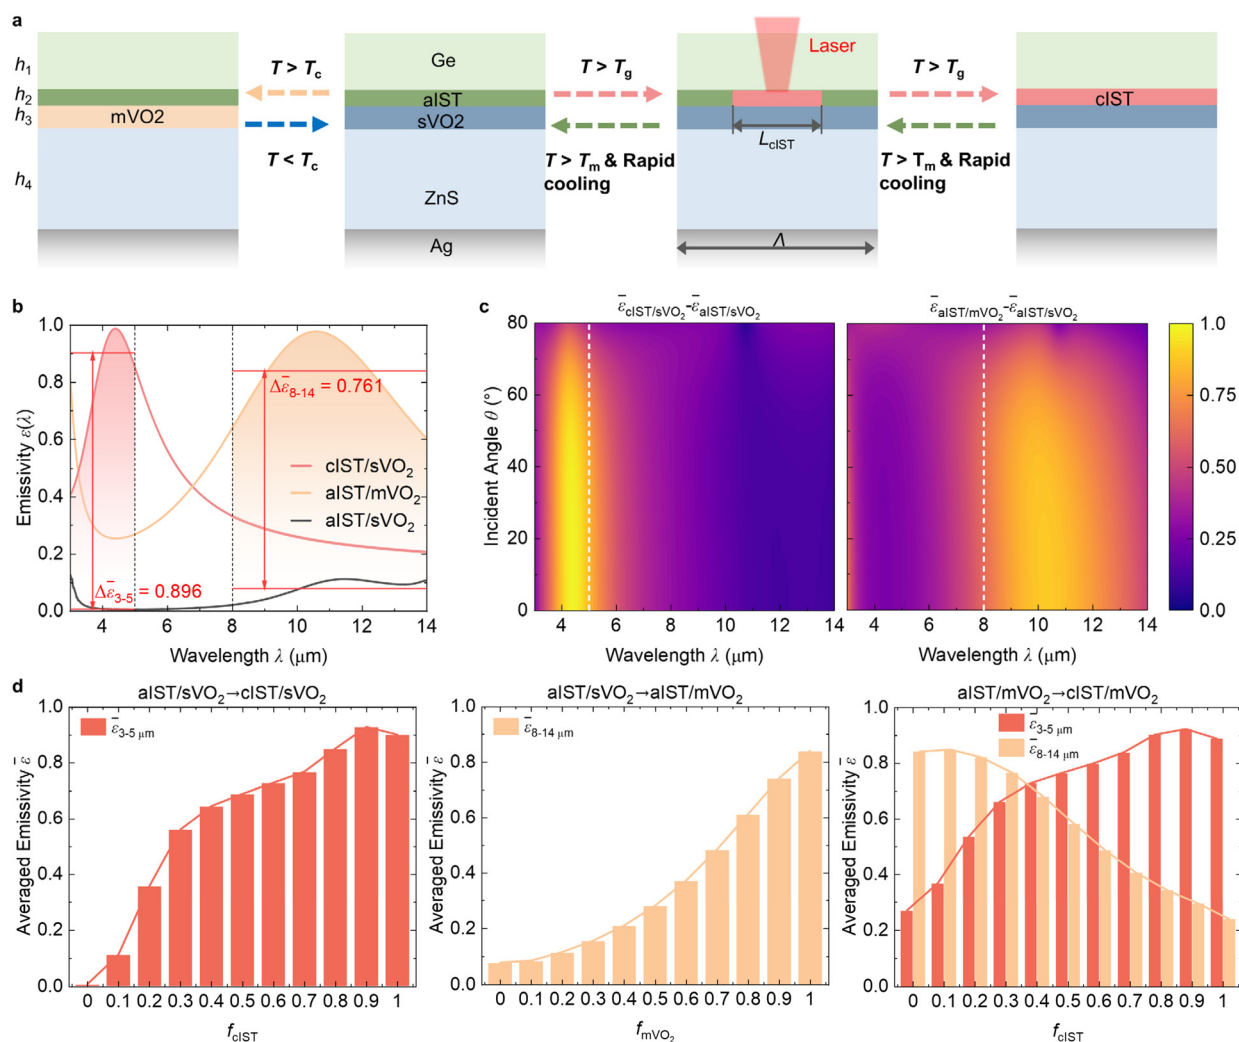 a
h1
h2
h3
h4
mVO2
T > Tc
T < Tc
Ge
aIST
sVO2
ZnS
Ag
T > Tg
T > Tm & Rapid
cooling
Laser
LcIST
Λ
T > Tg
T > Tm & Rapid
cooling
cIST
b
Emissivity ε(λ)
1.0
0.8
0.6
0.4
0.2
0.0
Δε̅8-14 = 0.761
cIST/sVO2
aIST/mVO2
aIST/sVO2
Δε̅3-5 = 0.896
4 6 8 10 12 14
Wavelength λ (μm)
c
ε̅cIST/sVO2-ε̅aIST/sVO2
ε̅aIST/mVO2-ε̅aIST/sVO2
Incident Angle θ (°)
80
60
40
20
0
4 6 8 10 12 14
Wavelength λ (μm)
4 6 8 10 12 14
Wavelength λ (μm)
1.0
0.75
0.50
0.25
0.0
d
aIST/sVO2→cIST/sVO2
ε̅3-5 μm
Averaged Emissivity ε̅
1.0
0.8
0.6
0.4
0.2
0.0
0 0.1 0.2 0.3 0.4 0.5 0.6 0.7 0.8 0.9 1
fcIST
aIST/sVO2→aIST/mVO2
ε̅8-14 μm
Averaged Emissivity ε̅
1.0
0.8
0.6
0.4
0.2
0.0
0 0.1 0.2 0.3 0.4 0.5 0.6 0.7 0.8 0.9 1
fmVO2
aIST/mVO2→cIST/mVO2
ε̅3-5 μm
ε̅8-14 μm
Averaged Emissivity ε̅
1.0
0.8
0.6
0.4
0.2
0.0
0 0.1 0.2 0.3 0.4 0.5 0.6 0.7 0.8 0.9 1
fcIST